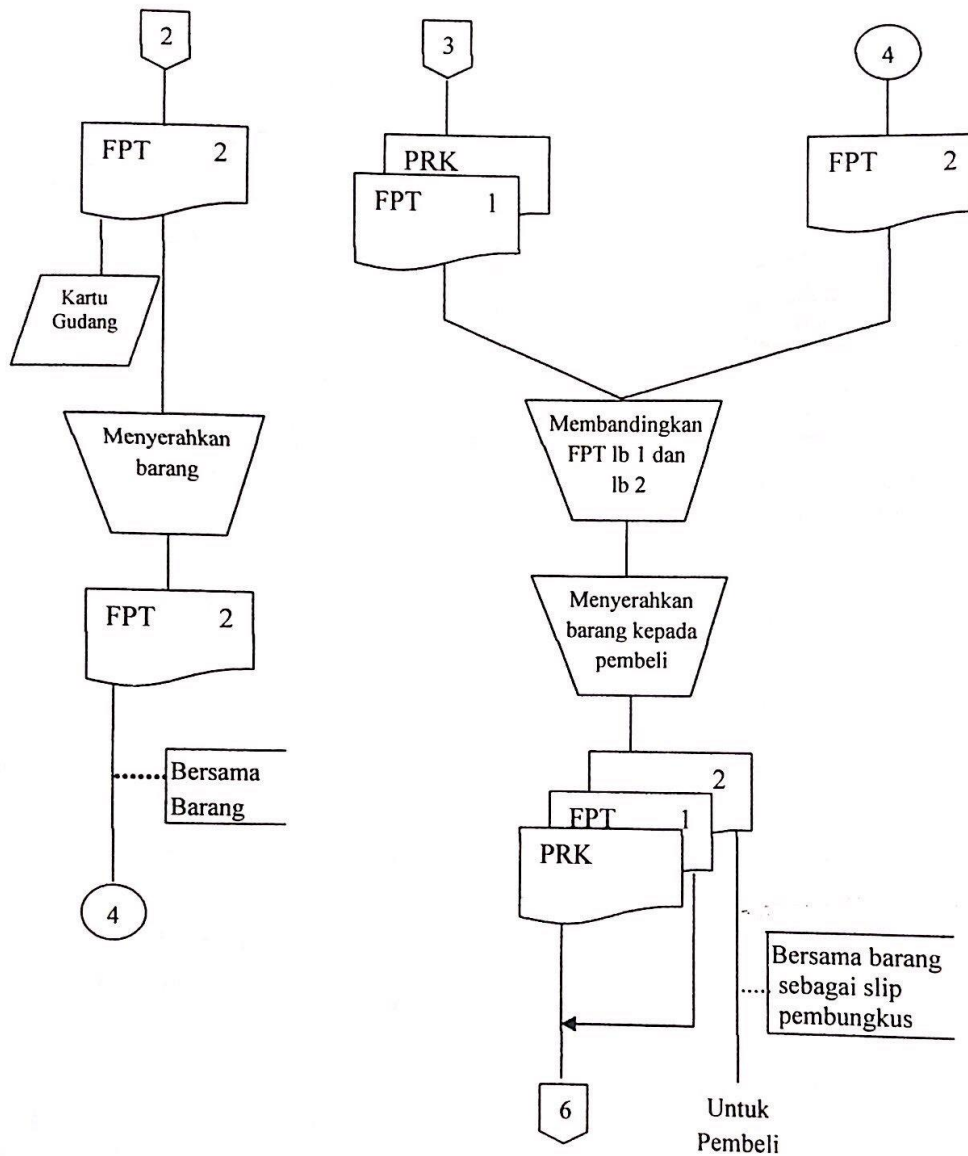 2
FPT 2
Kartu
Gudang
Menyerahkan
barang
FPT 2
Bersama
Barang
4
3
PRK
FPT 1
4
FPT 2
Membandingkan
FPT lb 1 dan
lb 2
Menyerahkan
barang kepada
pembeli
2
FPT 1
PRK
Bersama barang
sebagai slip
pembungkus
6
Untuk
Pembeli